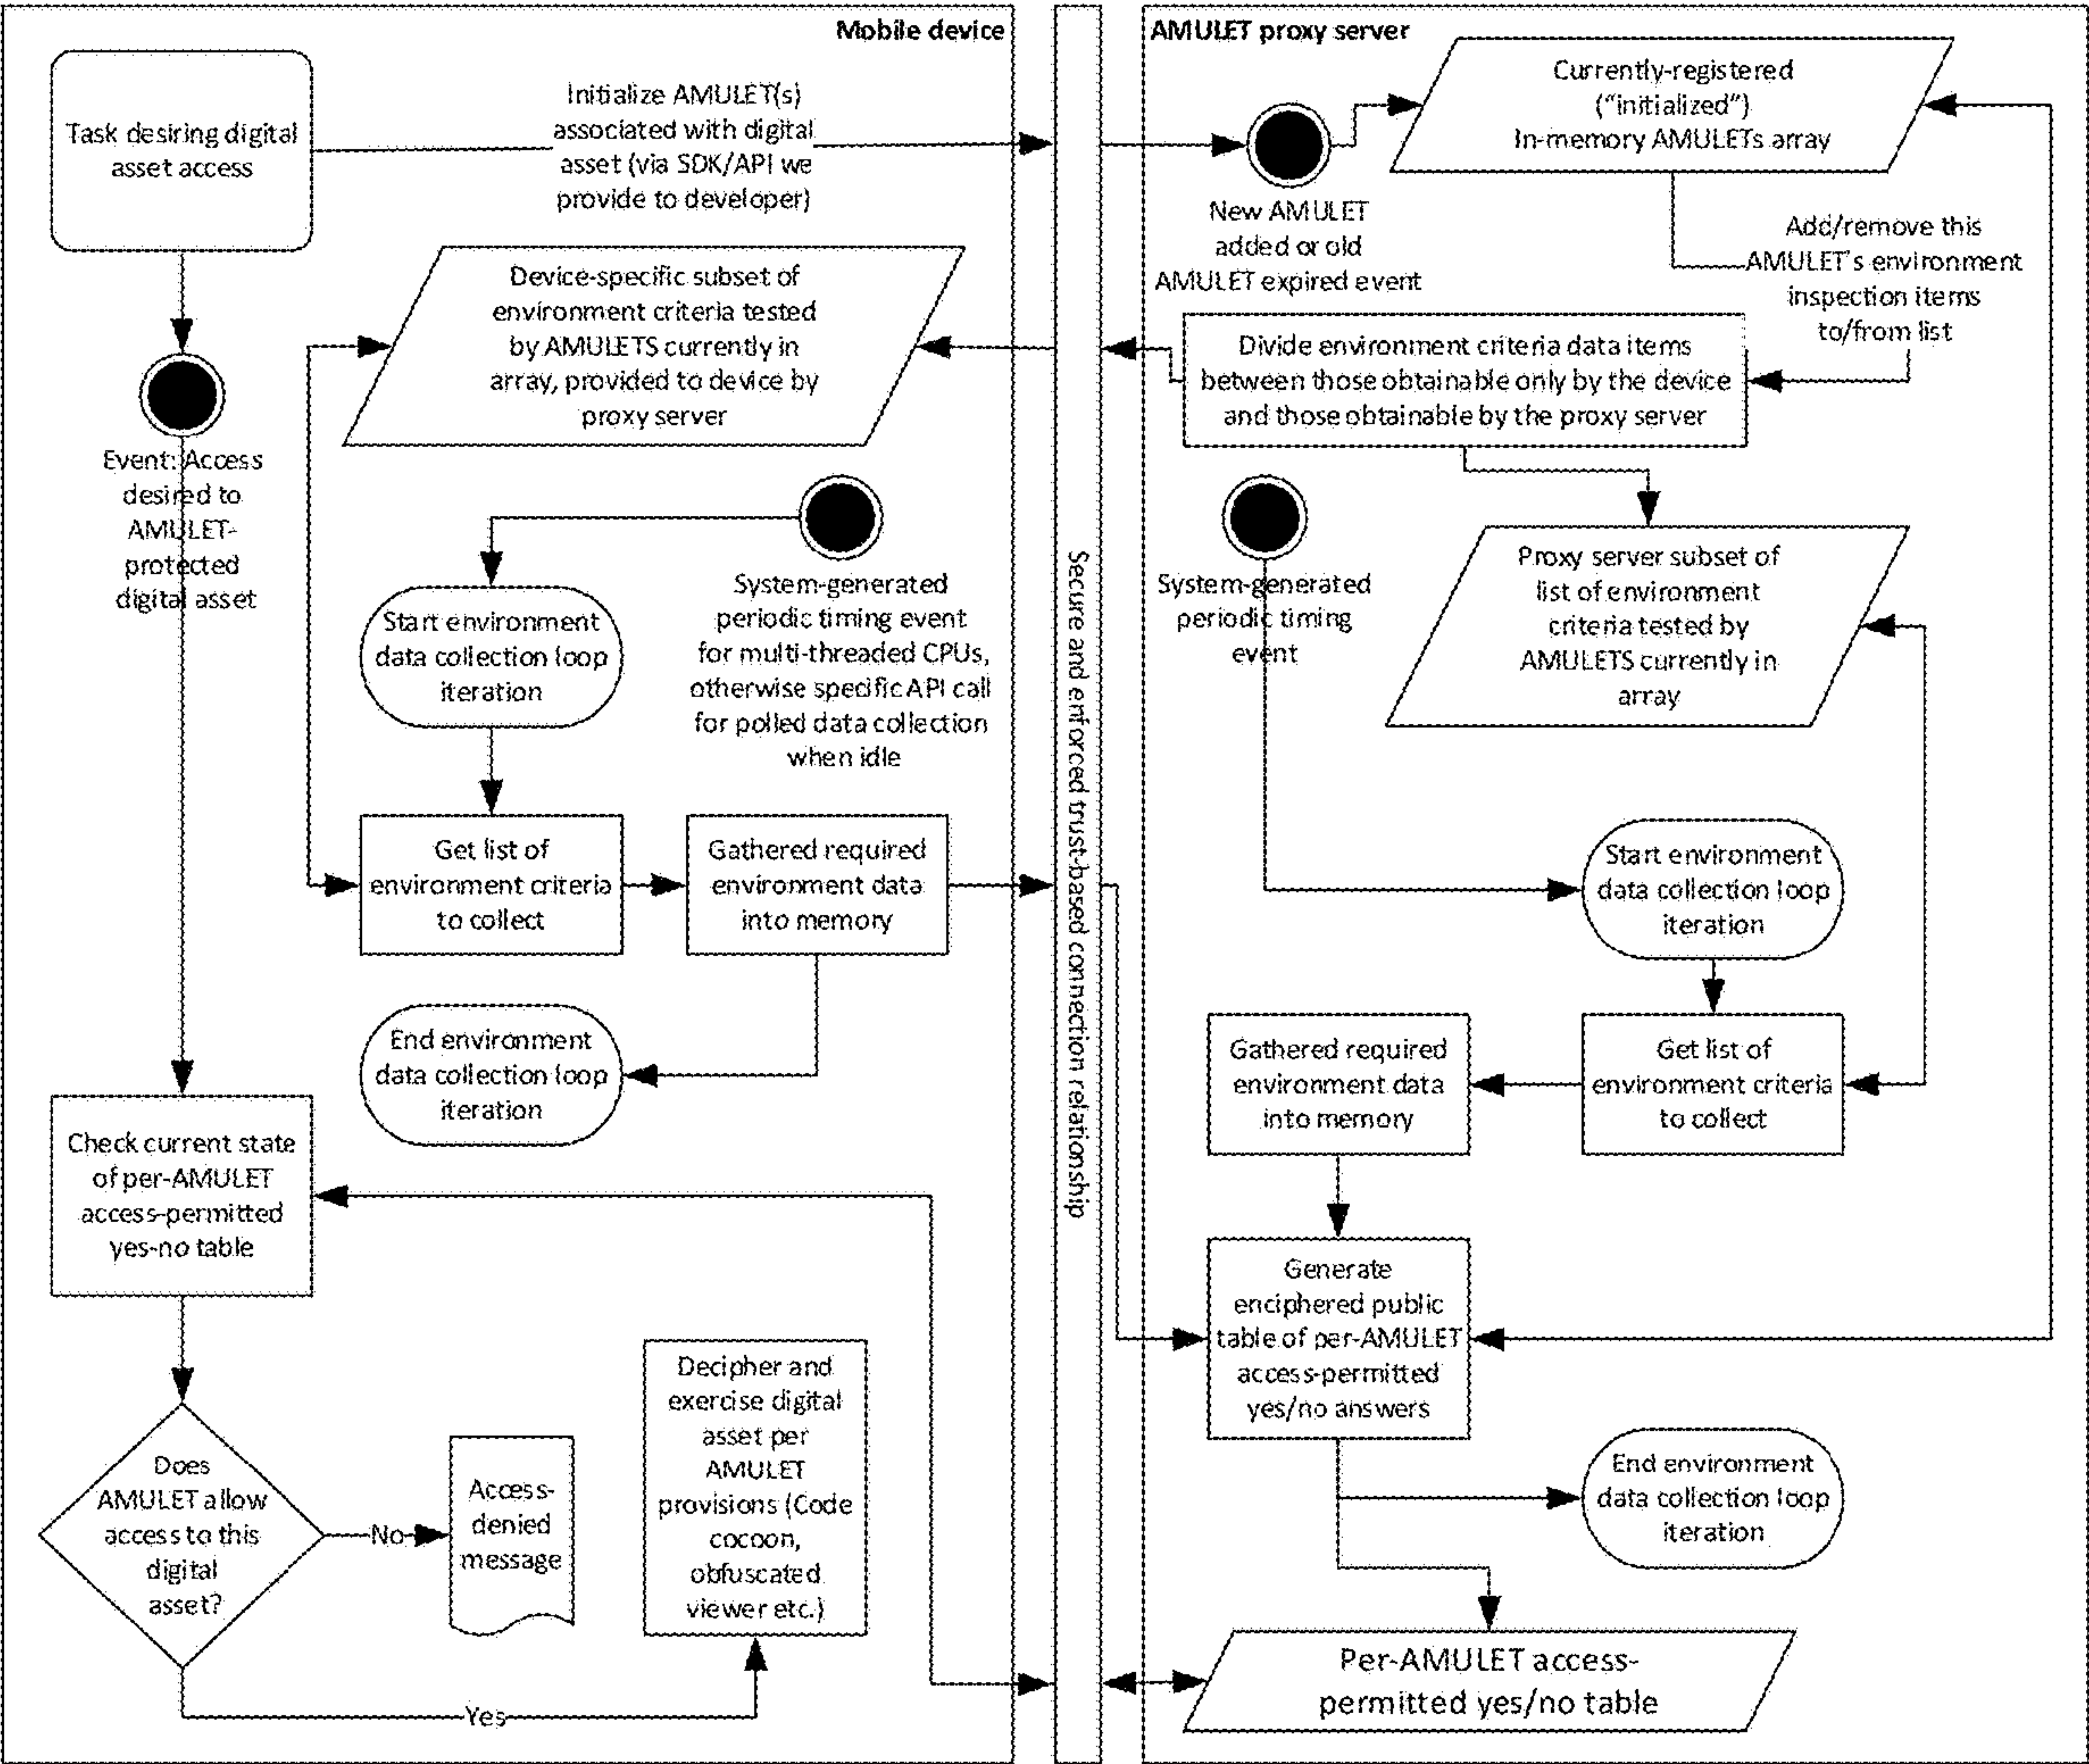 Mobile device
Task desiring digital
asset access
Initialize AMULET(s)
associated with digital
asset (via SDK/API we
provide to developer)
Device-specific subset of
environment criteria tested
by AMULETS currently in
array, provided to device by
proxy server
Event: Access
desired to
AMULET-
protected
digital asset
System-generated
periodic timing event
for multi-threaded CPUs,
otherwise specific API call
for polled data collection
when idle
Start environment
data collection loop
iteration
Get list of
environment criteria
to collect
Gathered required
environment data
into memory
End environment
data collection loop
iteration
Check current state
of per-AMULET
access-permitted
yes-no table
Does
AMULET allow
access to this
digital
asset?
No
Access-
denied
message
Decipher and
exercise digital
asset per
AMULET
provisions (Code
cocoon,
obfuscated
viewer etc.)
Yes
Secure and enforced trust-based connection relationship
AMULET proxy server
Currently-registered
(“initialized”)
In-memory AMULETs array
New AMULET
added or old
AMULET expired event
Add/remove this
AMULET's environment
inspection items
to/from list
Divide environment criteria data items
between those obtainable only by the device
and those obtainable by the proxy server
System-generated
periodic timing
event
Proxy server subset of
list of environment
criteria tested by
AMULETS currently in
array
Start environment
data collection loop
iteration
Get list of
environment criteria
to collect
Gathered required
environment data
into memory
Generate
enciphered public
table of per-AMULET
access-permitted
yes/no answers
End environment
data collection loop
iteration
Per-AMULET access-
permitted yes/no table